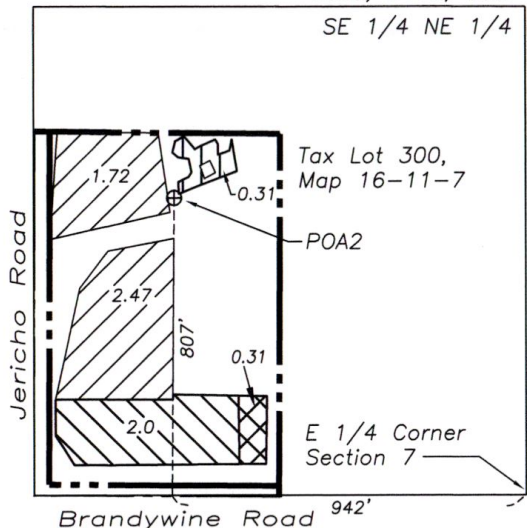 SE 1/4 NE 1/4
Tax Lot 300,
Map 16-11-7
1.72
0.31
POA2
Jericho Road
2.47
807'
0.31
2.0
E 1/4 Corner
Section 7
942'
Brandywine Road